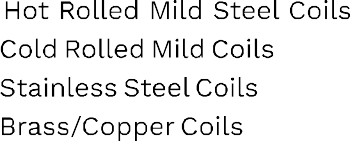 Hot Rolled Mild Steel Coils
Cold Rolled Mild Coils
Stainless Steel Coils
Brass/Copper Coils